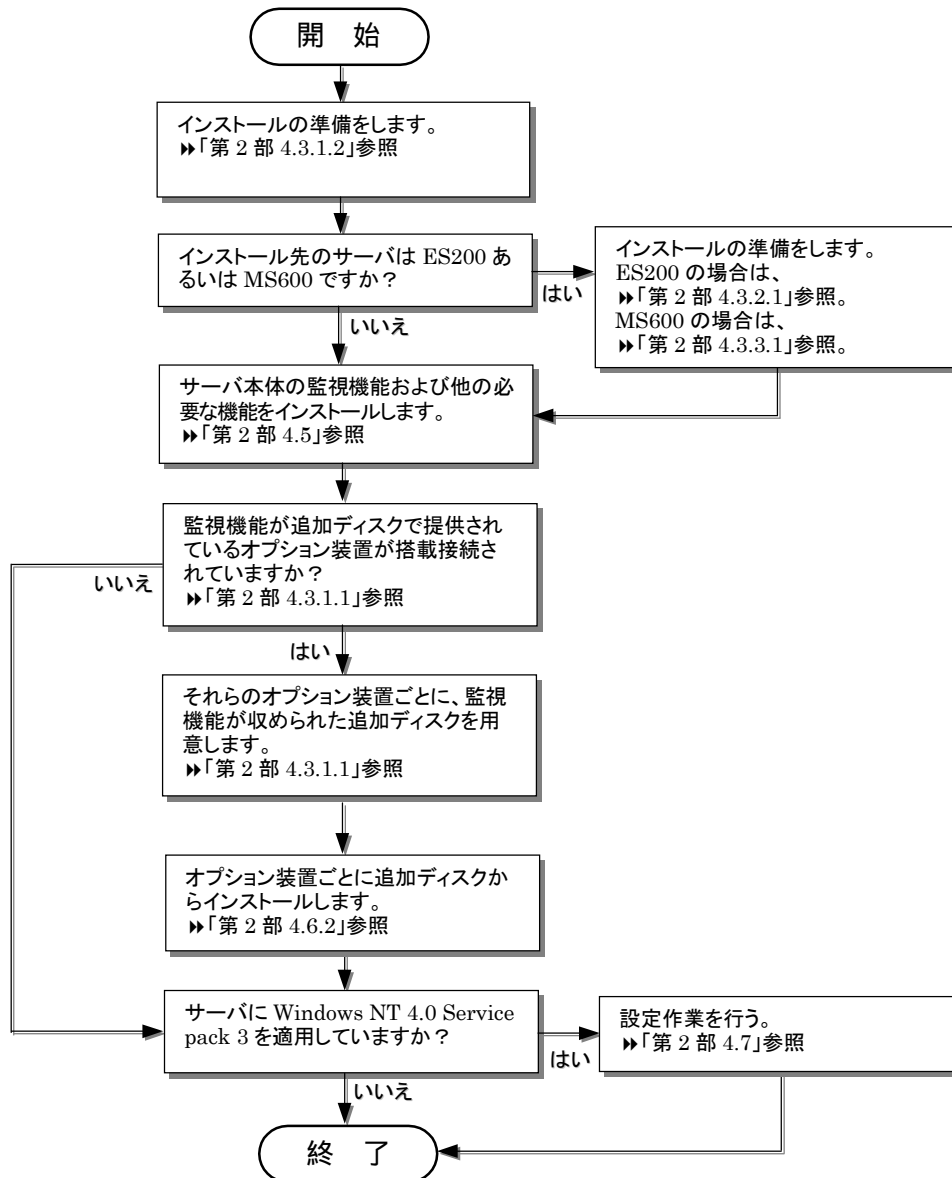 開 始
インストールの準備をします。
▸▸「第 2 部 4.3.1.2」参照
インストール先のサーバは ES200 あ
るいは MS600 ですか？
はい
インストールの準備をします。
ES200 の場合は、
▸▸「第 2 部 4.3.2.1」参照。
MS600 の場合は、
▸▸「第 2 部 4.3.3.1」参照。
いいえ
サーバ本体の監視機能および他の必
要な機能をインストールします。
▸▸「第 2 部 4.5」参照
監視機能が追加ディスクで提供され
ているオプション装置が搭載接続さ
れていますか？
▸▸「第 2 部 4.3.1.1」参照
いいえ
はい
それらのオプション装置ごとに、監視
機能が収められた追加ディスクを用
意します。
▸▸「第 2 部 4.3.1.1」参照
オプション装置ごとに追加ディスクか
らインストールします。
▸▸「第 2 部 4.6.2」参照
サーバに Windows NT 4.0 Service
pack 3 を適用していますか？
はい
設定作業を行う。
▸▸「第 2 部 4.7」参照
いいえ
終 了